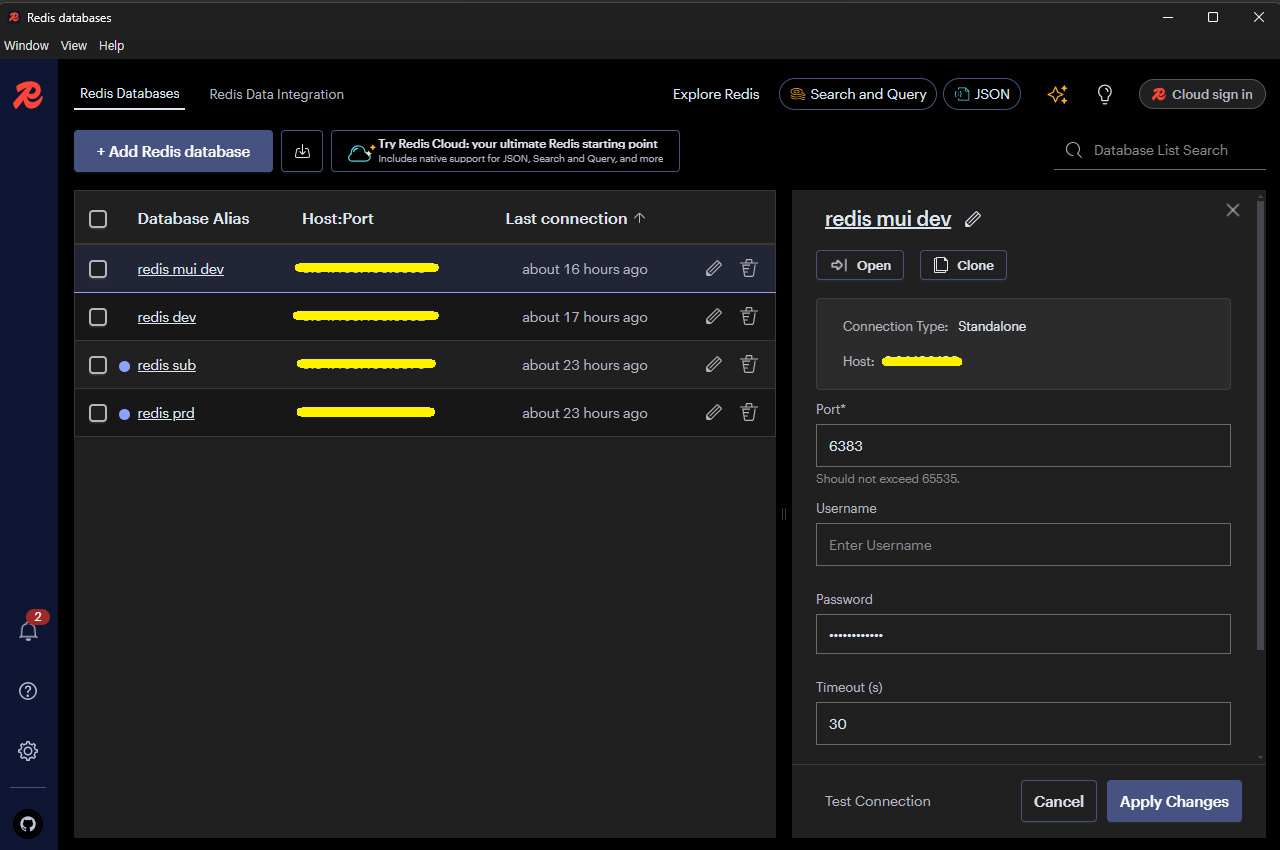 Redis databases
Window View Help
Redis Databases
Redis Data Integration
Explore Redis
Search and Query
JSON
Cloud sign in
+ Add Redis database
Try Redis Cloud: your ultimate Redis starting point
Includes native support for JSON, Search and Query, and more
Database List Search
Database Alias Host:Port Last connection
redis mui dev about 16 hours ago
redis dev about 17 hours ago
redis sub about 23 hours ago
redis prd about 23 hours ago
2
redis mui dev
Open
Clone
Connection Type: Standalone
Host:
Port*
6383
Should not exceed 65535.
Username
Enter Username
Password
••••••••••••
Timeout (s)
30
Test Connection
Cancel
Apply Changes